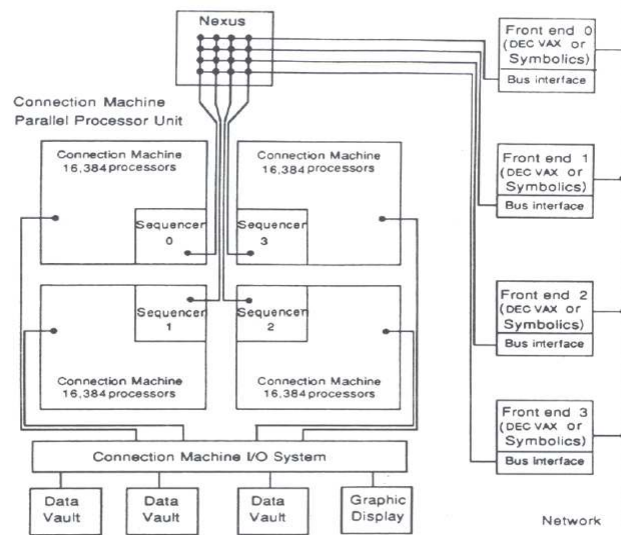 Nexus
Front end 0
(DEC VAX or
Symbolics)
Bus interface
Connection Machine
Parallel Processor Unit
Connection Machine
16,384 processors
Sequencer
0
Connection Machine
16,384 processors
Sequencer
3
Front end 1
(DEC VAX or
Symbolics)
Bus interface
Sequencer
1
Connection Machine
16,384 processors
Sequencer
2
Connection Machine
16,384 processors
Front end 2
(DEC VAX or
Symbolics)
Bus interface
Front end 3
(DEC VAX or
Symbolics)
Bus interface
Connection Machine I/O System
Data
Vault
Data
Vault
Data
Vault
Graphic
Display
Network